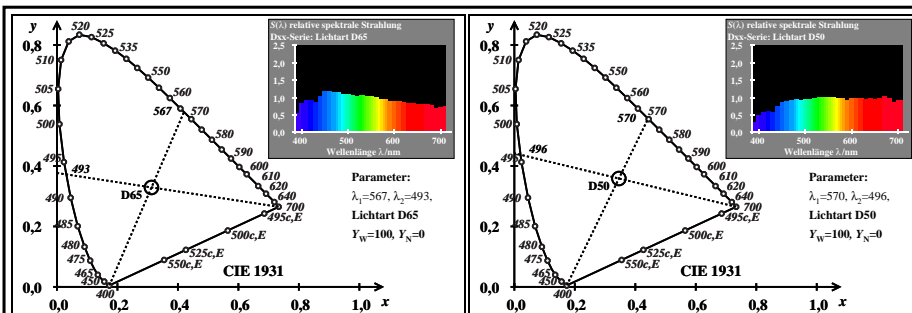 y
0,8
0,6
0,4
0,2
0,0
0,0 0,2 0,4 0,6 0,8 1,0
x
520
525
510
535
505
550
560
567
570
500
580
495
493
590
600
610
620
640
700
490
D65
495c,E
485
500c,E
480
525c,E
475
550c,E
465
450
400
CIE 1931
S(λ) relative spektrale Strahlung
Dxx-Serie: Lichtart D65
2,5
2,0
1,5
1,0
0,5
0,0
400 500 600 700
Wellenlänge λ/nm
Parameter:
λ1=567, λ2=493,
Lichtart D65
YW=100, YN=0
y
0,8
0,6
0,4
0,2
0,0
0,0 0,2 0,4 0,6 0,8 1,0
x
520
525
510
535
505
550
560
570
570
500
580
496
495
590
600
610
620
640
700
490
D50
495c,E
485
500c,E
480
525c,E
475
550c,E
465
450
400
CIE 1931
S(λ) relative spektrale Strahlung
Dxx-Serie: Lichtart D50
2,5
2,0
1,5
1,0
0,5
0,0
400 500 600 700
Wellenlänge λ/nm
Parameter:
λ1=570, λ2=496,
Lichtart D50
YW=100, YN=0